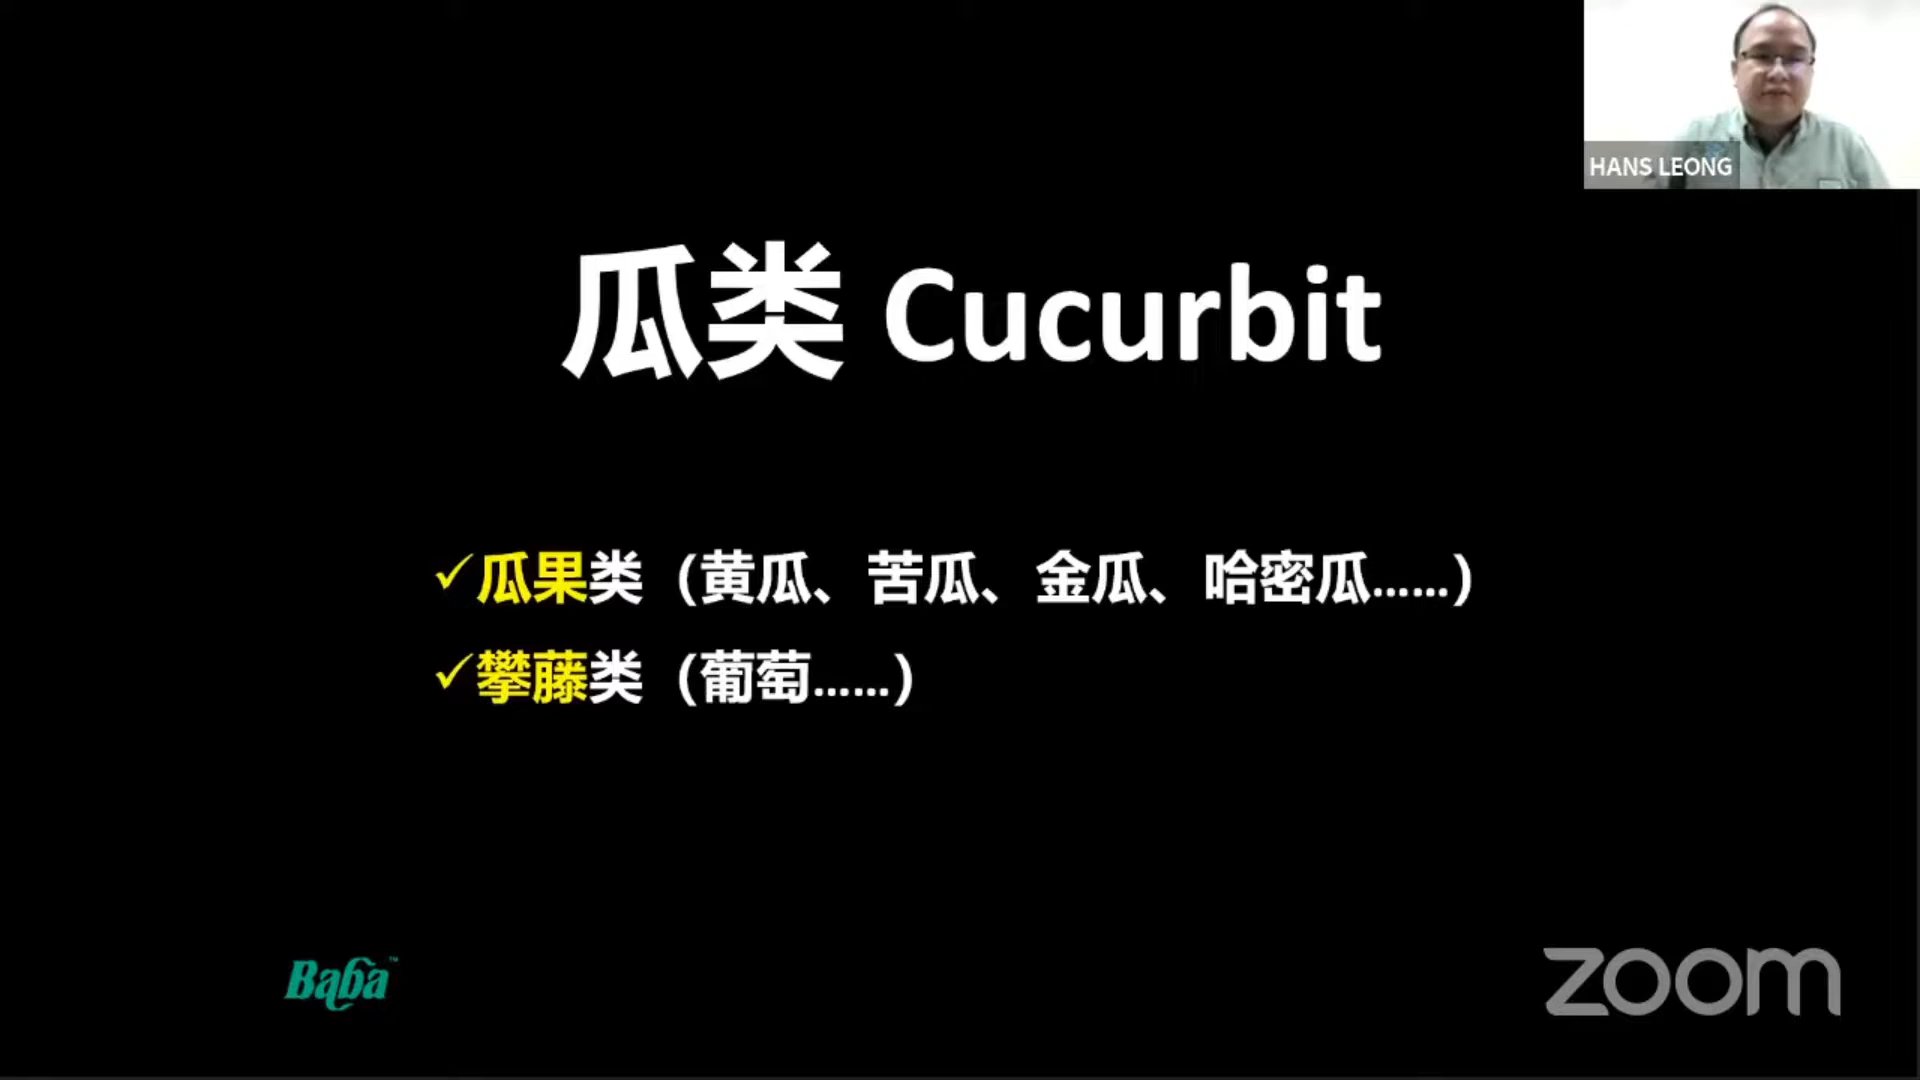 HANS LEONG
瓜类 Cucurbit
✓瓜果类（黄瓜、苦瓜、金瓜、哈密瓜……）
✓攀藤类（葡萄……）
Baba™
zoom